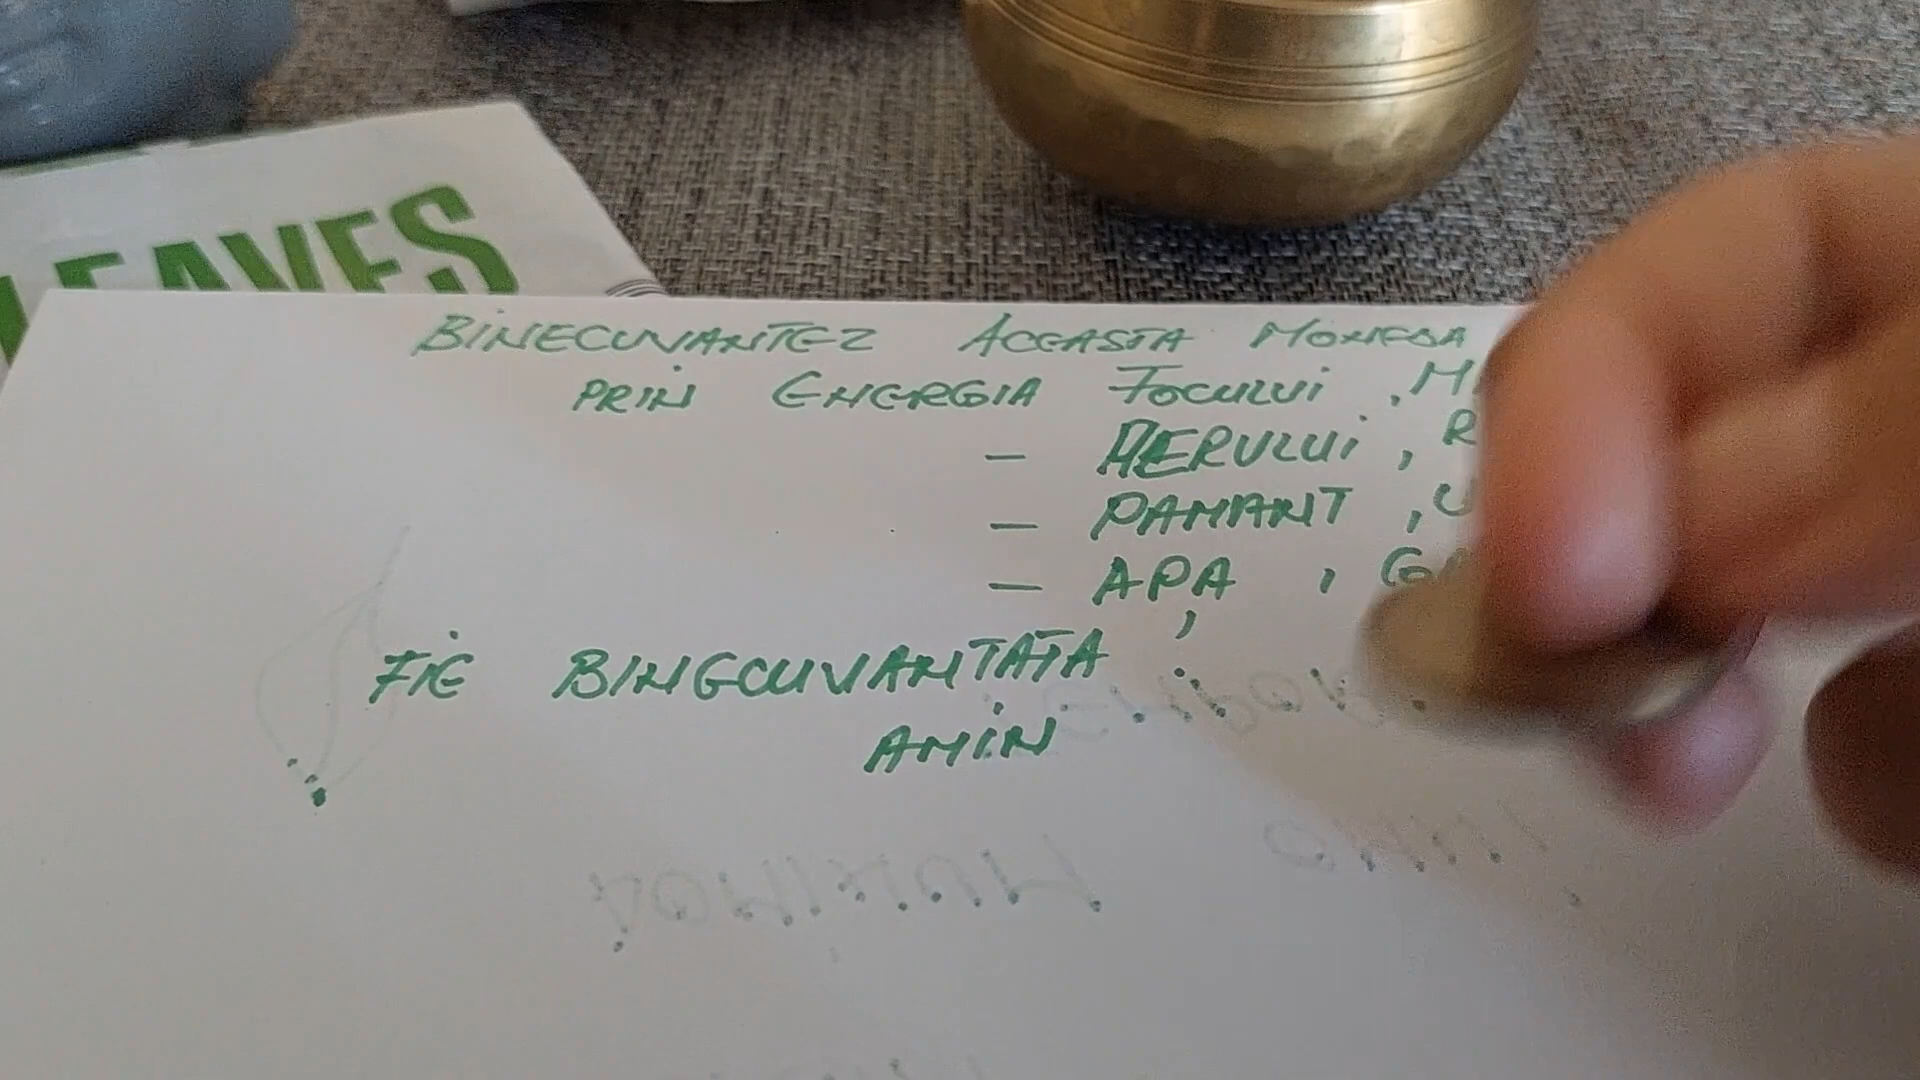 LEAVES
BINECUVANTEZ ACEASTA MONEDA
PRIN ENERGIA FOCULUI ,
- AERULUI ,
- PAMANT ,
- APA ,
FIE BINECUVANTATA ,
AMIN